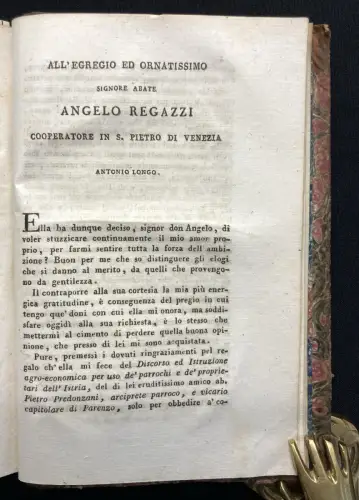 ALL'EGREGIO ED ORNATISSIMO
SIGNORE ABATE
ANGELO REGAZZI
COOPERATORE IN S. PIETRO DI VENEZIA
ANTONIO LONGO.
Ella ha dunque deciso, signor don Angelo, di
voler stuzzicare continuamente il mio amor pro-
prio, per farmi sentire tutta la forza dell'ambi-
zione! Buon per me che so distinguere gli elogi
che si danno al merito, da quelli che provengo-
no da gentilezza.
Il contraporre alla sua cortesia la mia più ener-
gica gratitudine, è conseguenza del pregio in cui
tengo que' doni con cui ella mi onora, ma soddi-
sfare oggidì alla sua richiesta, è lo stesso che
mettermi al cimento di perdere quella buona opi-
nione, che presso di lei mi sono acquistata.
Pure, premessi i dovuti ringraziamenti pel re-
galo ch'ella mi fece del Discorso ed Istruzione
agro-economica per uso de' parrochi e de' proprie-
tarj dell'Istria, del di lei eruditissimo amico ab.
Pietro Predonzani, arciprete parroco, e vicario
capitolare di Parenzo, solo per obbedire a' co-